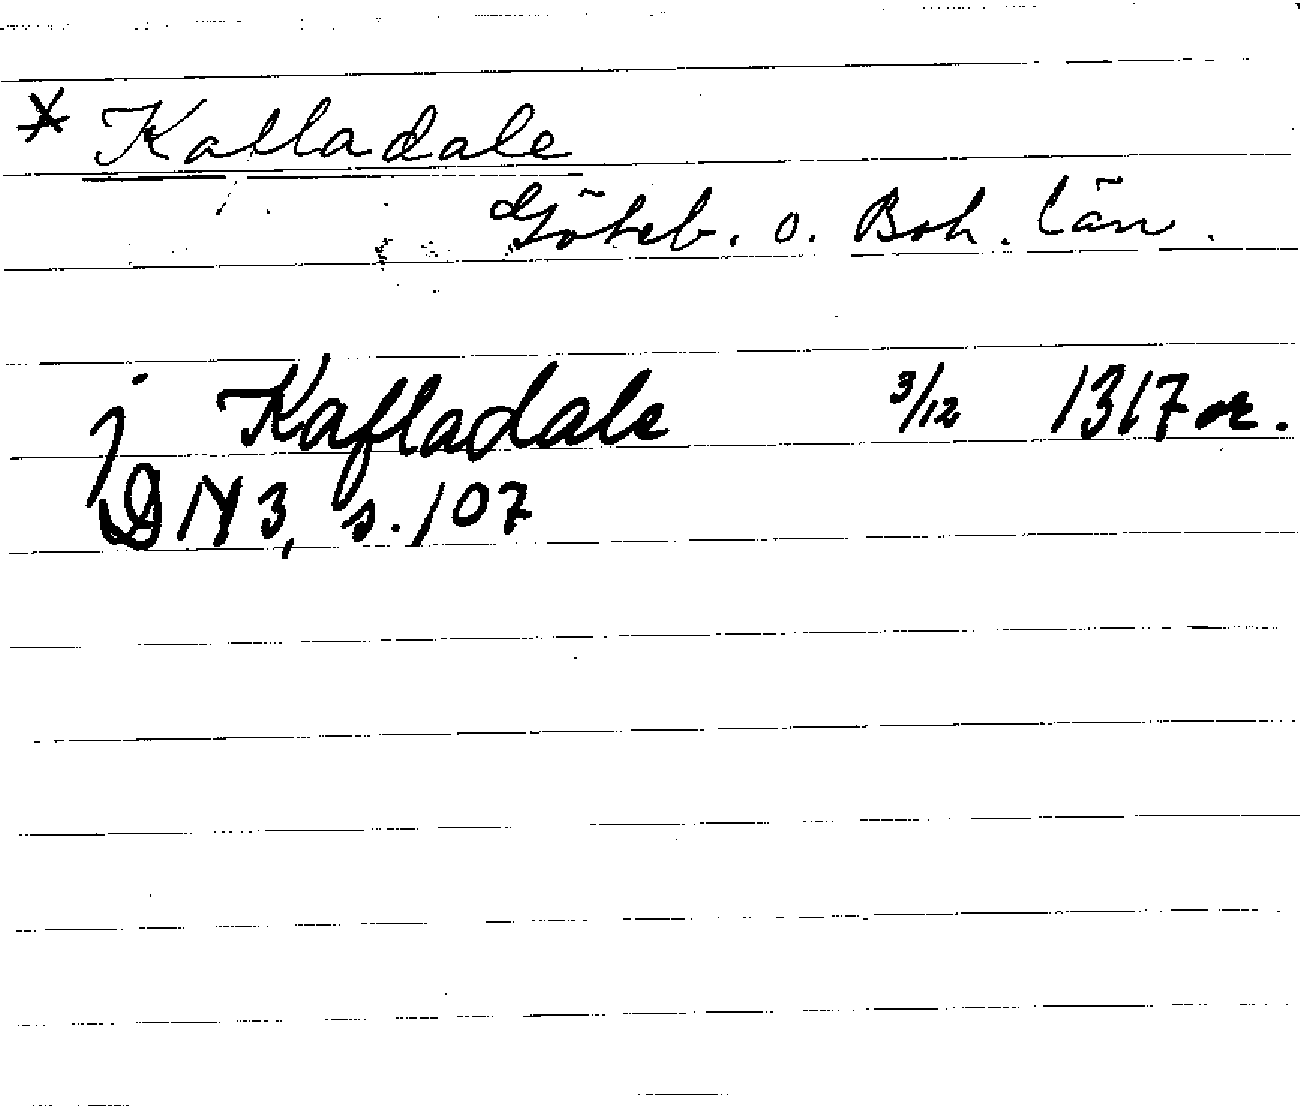 * Kalladale
Göteb. o. Boh. län.
j Kafladale 3/12 1317 or.
DN 3, s. 107